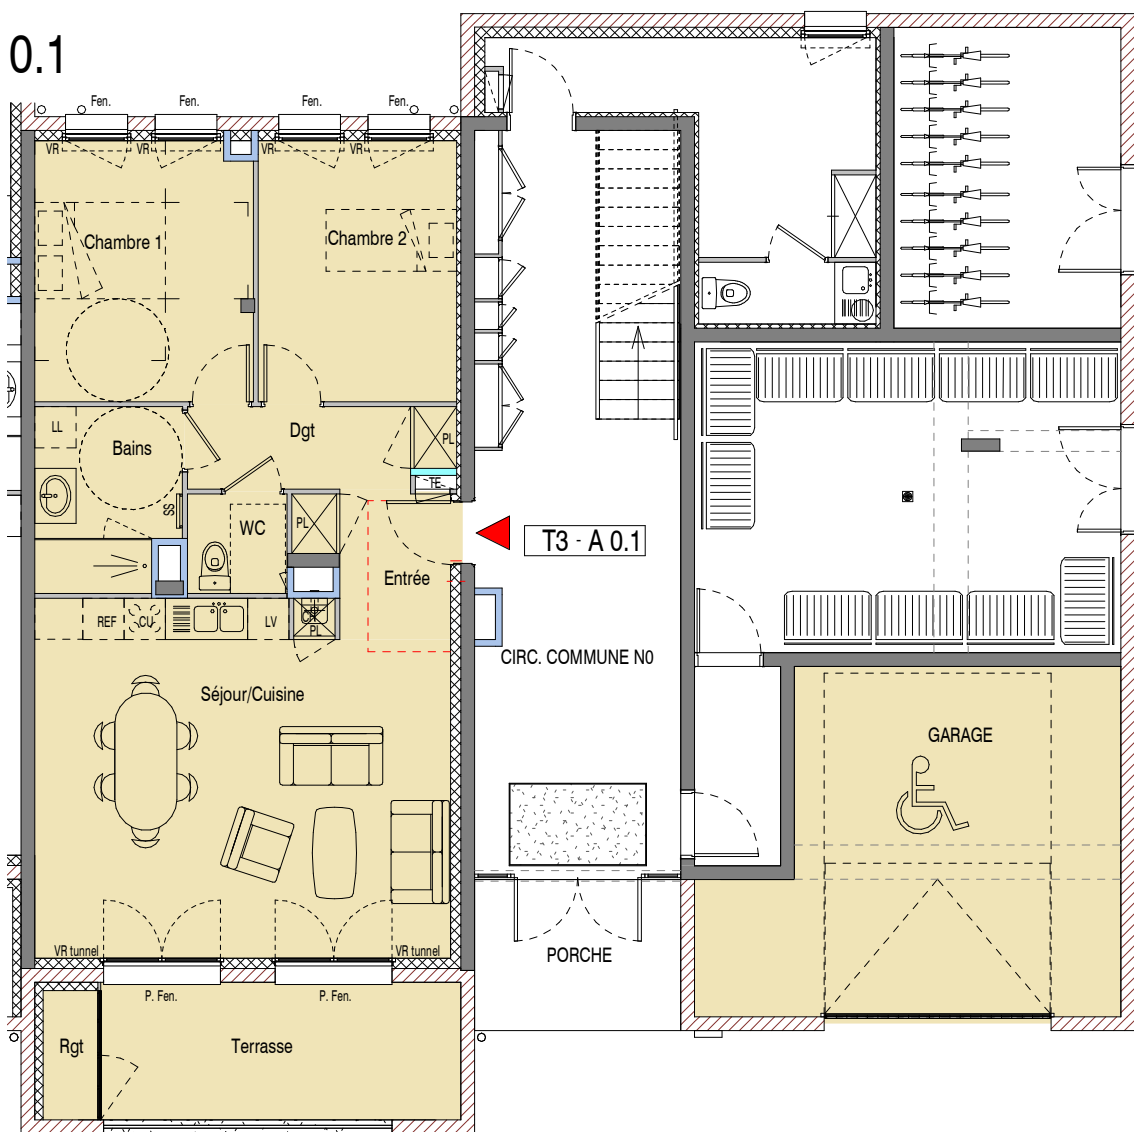 0.1
Fen.
Fen.
Fen.
Fen.
VR
VR
VR
VR
Chambre 1
Chambre 2
LL
Bains
Dgt
PL
TE
SS
WC
PL
T3 - A 0.1
Entrée
REF
CU
LV
PL
CIRC. COMMUNE N0
Séjour/Cuisine
GARAGE
VR tunnel
VR tunnel
PORCHE
P. Fen.
P. Fen.
Rgt
Terrasse